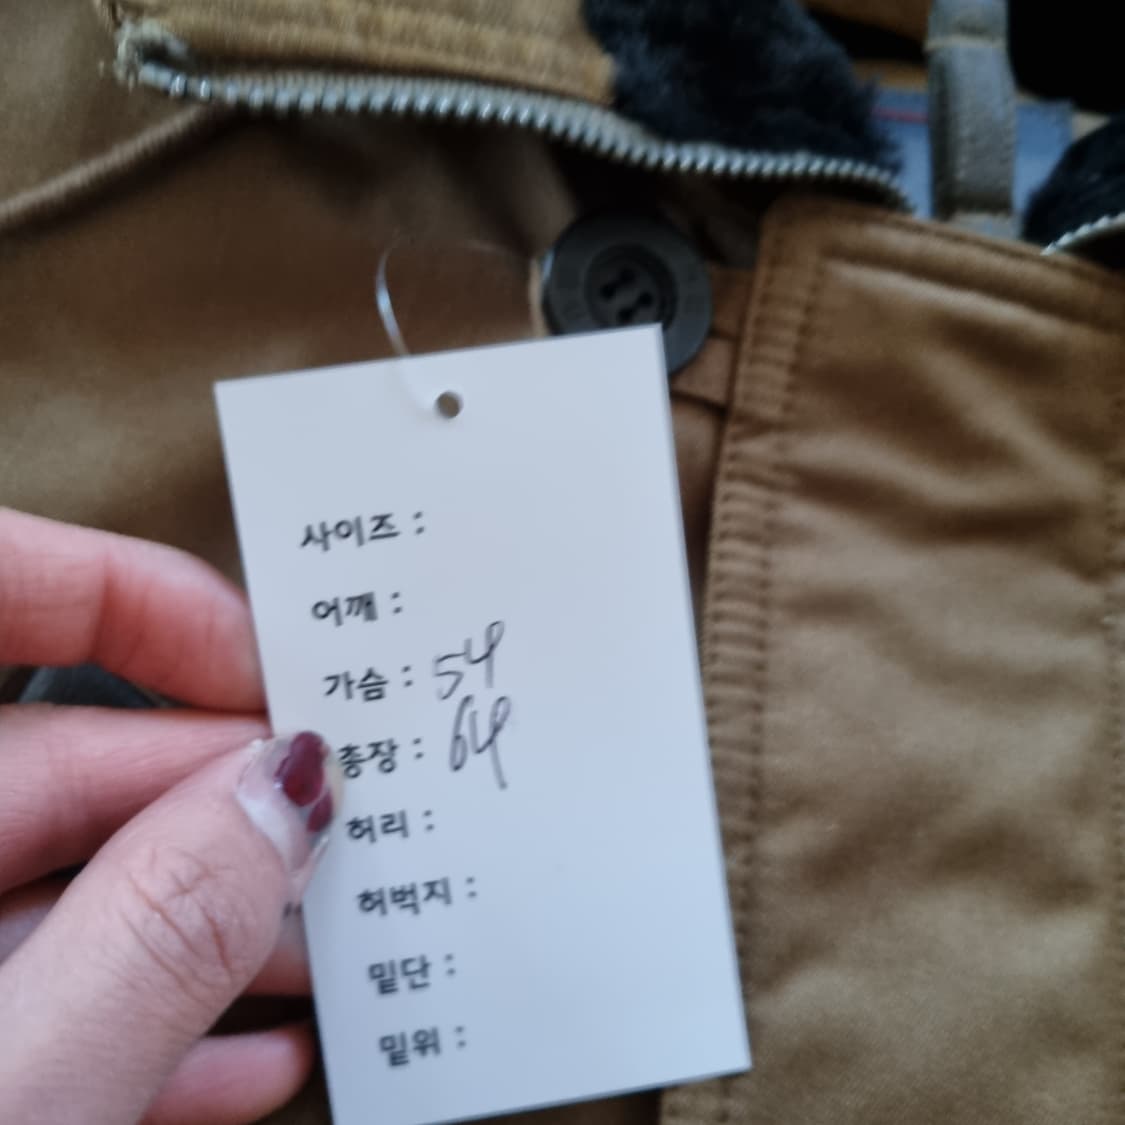 사이즈 :
어깨 :
가슴 : 54
총장 : 64
허리 :
허벅지 :
밑단 :
밑위 :